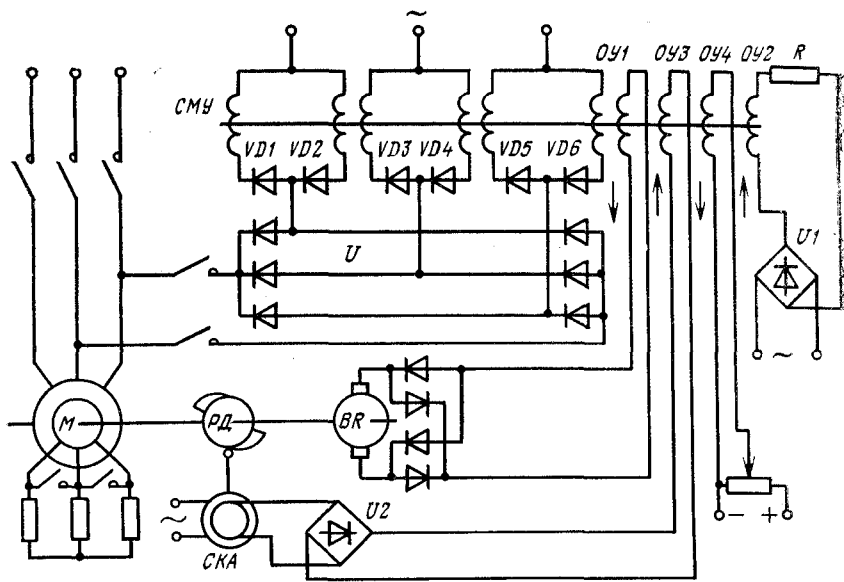 ~
ОУ1 ОУ3 ОУ4 ОУ2 R
СМУ
VD1 VD2 VD3 VD4 VD5 VD6
U
U1
~
М РД BR
− +
~
U2
СКА